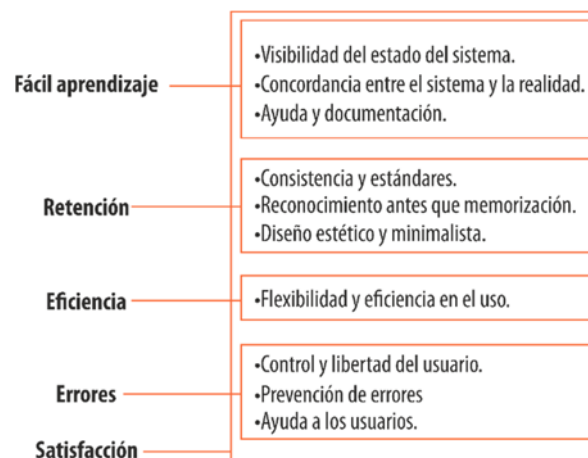 Fácil aprendizaje
•Visibilidad del estado del sistema.
•Concordancia entre el sistema y la realidad.
•Ayuda y documentación.
Retención
•Consistencia y estándares.
•Reconocimiento antes que memorización.
•Diseño estético y minimalista.
Eficiencia
•Flexibilidad y eficiencia en el uso.
Errores
•Control y libertad del usuario.
•Prevención de errores
•Ayuda a los usuarios.
Satisfacción